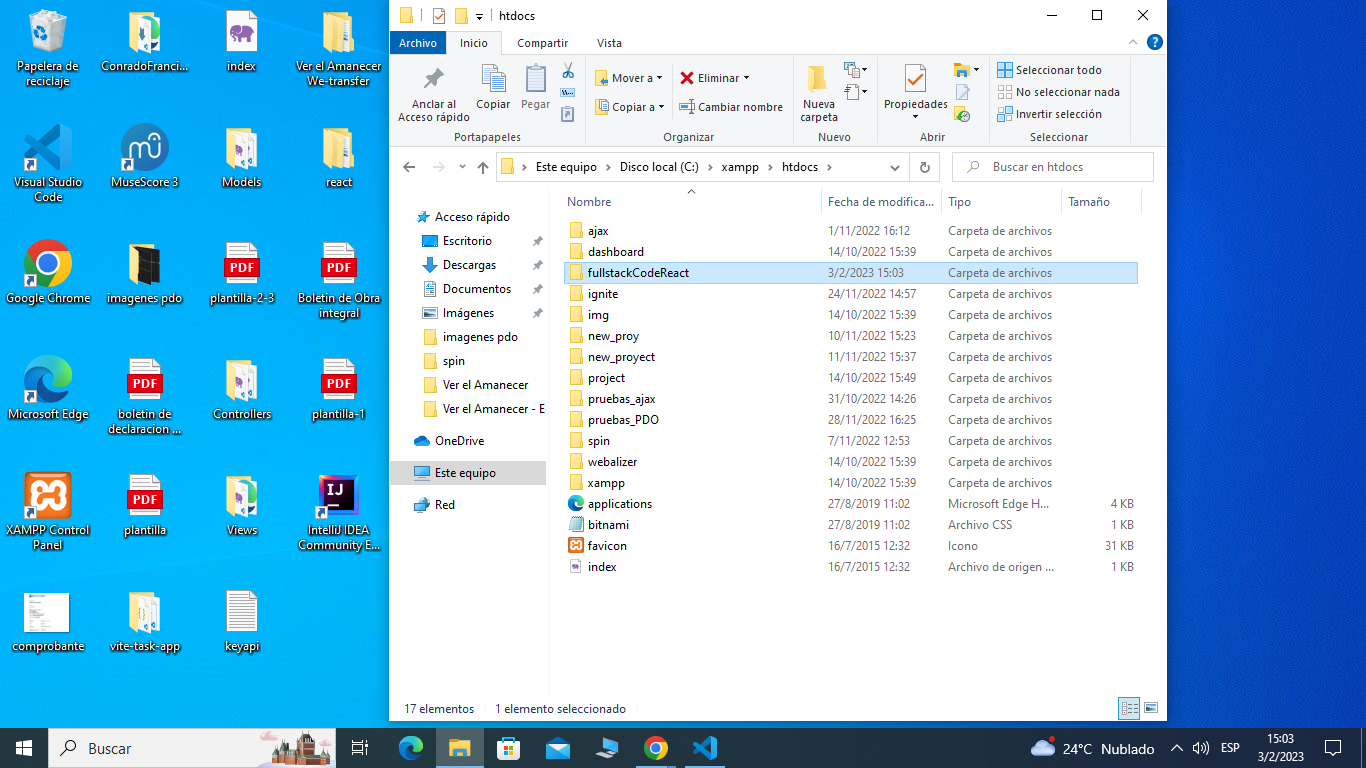 Papelera de
reciclaje
ConradoFranci...
index
Ver el Amanecer
We-transfer
Visual Studio
Code
MuseScore 3
Models
react
Google Chrome
imagenes pdo
PDF
plantilla-2-3
PDF
Boletin de Obra
integral
Microsoft Edge
PDF
boletin de
declaracion ...
Controllers
PDF
plantilla-1
XAMPP Control
Panel
PDF
plantilla
Views
IJ
IntelliJ IDEA
Community E...
comprobante
vite-task-app
keyapi
htdocs
Archivo
Inicio
Compartir
Vista
Anclar al
Acceso rápido
Copiar
Pegar
Portapapeles
Mover a
Copiar a
Eliminar
Cambiar nombre
Organizar
Nueva
carpeta
Nuevo
Propiedades
Abrir
Seleccionar todo
No seleccionar nada
Invertir selección
Seleccionar
Este equipo > Disco local (C:) > xampp > htdocs >
Buscar en htdocs
Acceso rápido
Escritorio
Descargas
Documentos
Imágenes
imagenes pdo
spin
Ver el Amanecer
Ver el Amanecer - E
OneDrive
Este equipo
Red
Nombre Fecha de modifica... Tipo Tamaño
ajax 1/11/2022 16:12 Carpeta de archivos
dashboard 14/10/2022 15:39 Carpeta de archivos
fullstackCodeReact 3/2/2023 15:03 Carpeta de archivos
ignite 24/11/2022 14:57 Carpeta de archivos
img 14/10/2022 15:39 Carpeta de archivos
new_proy 10/11/2022 15:23 Carpeta de archivos
new_proyect 11/11/2022 15:37 Carpeta de archivos
project 14/10/2022 15:49 Carpeta de archivos
pruebas_ajax 31/10/2022 14:26 Carpeta de archivos
pruebas_PDO 28/11/2022 16:25 Carpeta de archivos
spin 7/11/2022 12:53 Carpeta de archivos
webalizer 14/10/2022 15:39 Carpeta de archivos
xampp 14/10/2022 15:39 Carpeta de archivos
applications 27/8/2019 11:02 Microsoft Edge H... 4 KB
bitnami 27/8/2019 11:02 Archivo CSS 1 KB
favicon 16/7/2015 12:32 Icono 31 KB
index 16/7/2015 12:32 Archivo de origen ... 1 KB
17 elementos 1 elemento seleccionado
Buscar
24°C Nublado
ESP
15:03
3/2/2023